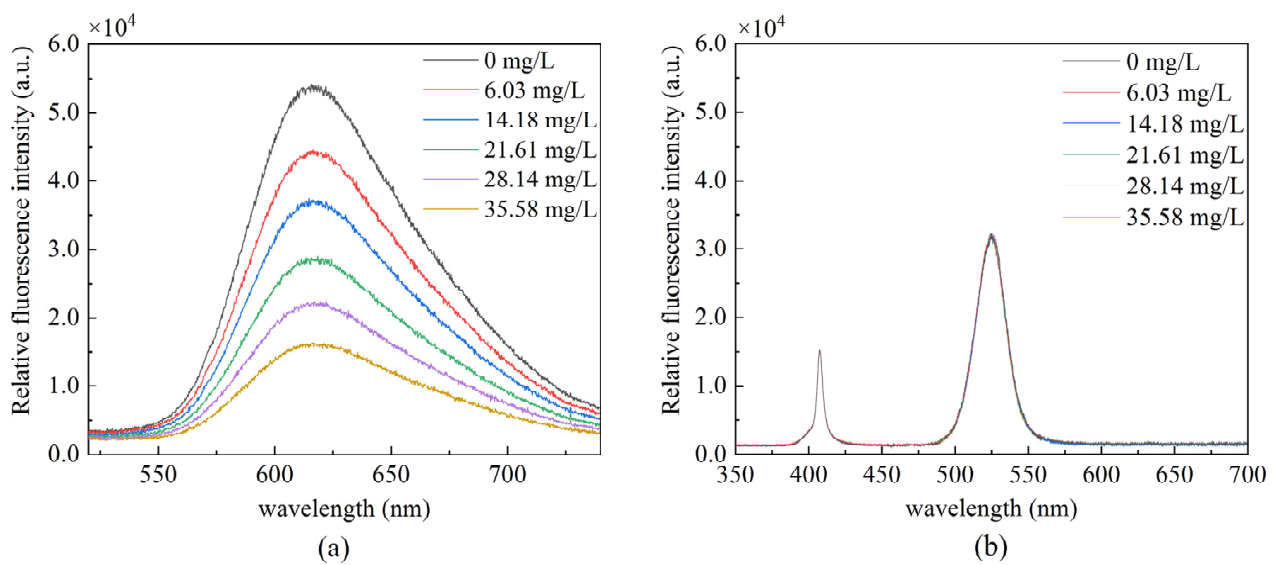 ×10⁴
Relative fluorescence intensity (a.u.)
6.0
5.0
4.0
3.0
2.0
1.0
0.0
0 mg/L
6.03 mg/L
14.18 mg/L
21.61 mg/L
28.14 mg/L
35.58 mg/L
550
600
650
700
wavelength (nm)
(a)
×10⁴
Relative fluorescence intensity (a.u.)
6.0
5.0
4.0
3.0
2.0
1.0
0.0
0 mg/L
6.03 mg/L
14.18 mg/L
21.61 mg/L
28.14 mg/L
35.58 mg/L
350
400
450
500
550
600
650
700
wavelength (nm)
(b)